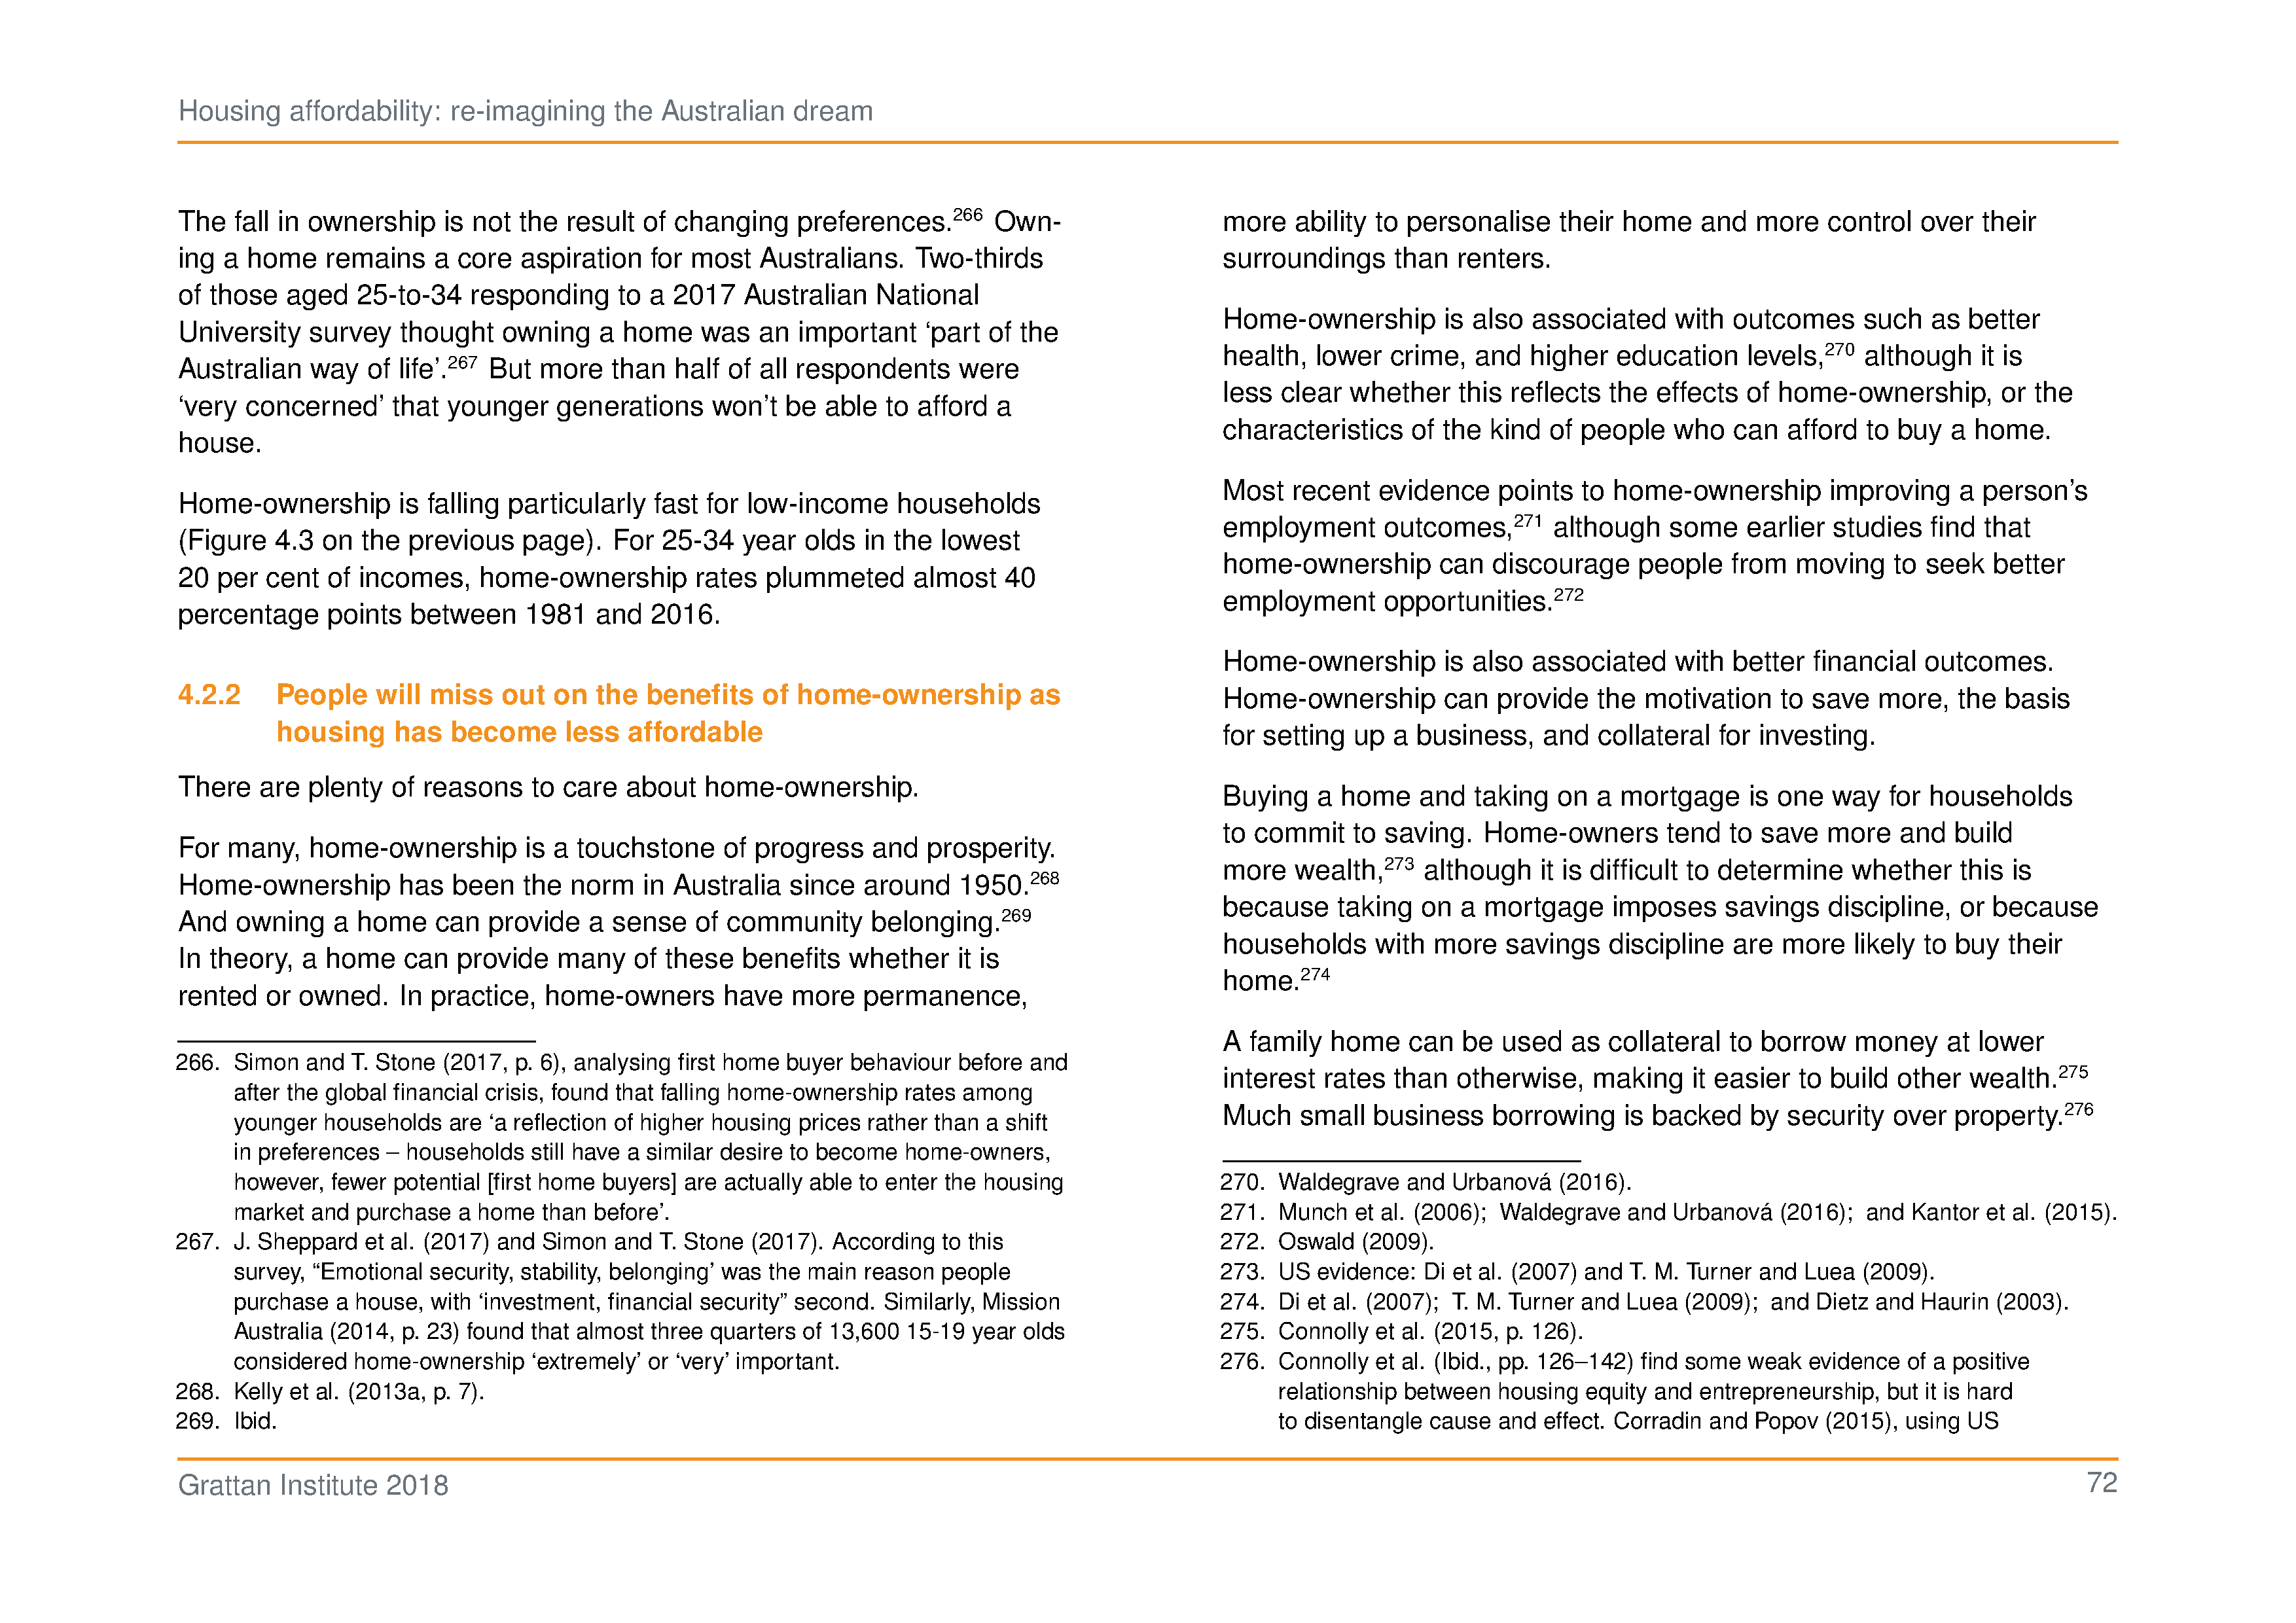 Housing affordability: re-imagining the Australian dream
The fall in ownership is not the result of changing preferences.266 Own-
ing a home remains a core aspiration for most Australians. Two-thirds
of those aged 25-to-34 responding to a 2017 Australian National
University survey thought owning a home was an important ‘part of the
Australian way of life’.267 But more than half of all respondents were
‘very concerned’ that younger generations won’t be able to afford a
house.
Home-ownership is falling particularly fast for low-income households
(Figure 4.3 on the previous page). For 25-34 year olds in the lowest
20 per cent of incomes, home-ownership rates plummeted almost 40
percentage points between 1981 and 2016.
4.2.2 People will miss out on the benefits of home-ownership as
housing has become less affordable
There are plenty of reasons to care about home-ownership.
For many, home-ownership is a touchstone of progress and prosperity.
Home-ownership has been the norm in Australia since around 1950.268
And owning a home can provide a sense of community belonging.269
In theory, a home can provide many of these benefits whether it is
rented or owned. In practice, home-owners have more permanence,
266. Simon and T. Stone (2017, p. 6), analysing first home buyer behaviour before and
after the global financial crisis, found that falling home-ownership rates among
younger households are ‘a reflection of higher housing prices rather than a shift
in preferences – households still have a similar desire to become home-owners,
however, fewer potential [first home buyers] are actually able to enter the housing
market and purchase a home than before’.
267. J. Sheppard et al. (2017) and Simon and T. Stone (2017). According to this
survey, “Emotional security, stability, belonging’ was the main reason people
purchase a house, with ‘investment, financial security” second. Similarly, Mission
Australia (2014, p. 23) found that almost three quarters of 13,600 15-19 year olds
considered home-ownership ‘extremely’ or ‘very’ important.
268. Kelly et al. (2013a, p. 7).
269. Ibid.
more ability to personalise their home and more control over their
surroundings than renters.
Home-ownership is also associated with outcomes such as better
health, lower crime, and higher education levels,270 although it is
less clear whether this reflects the effects of home-ownership, or the
characteristics of the kind of people who can afford to buy a home.
Most recent evidence points to home-ownership improving a person’s
employment outcomes,271 although some earlier studies find that
home-ownership can discourage people from moving to seek better
employment opportunities.272
Home-ownership is also associated with better financial outcomes.
Home-ownership can provide the motivation to save more, the basis
for setting up a business, and collateral for investing.
Buying a home and taking on a mortgage is one way for households
to commit to saving. Home-owners tend to save more and build
more wealth,273 although it is difficult to determine whether this is
because taking on a mortgage imposes savings discipline, or because
households with more savings discipline are more likely to buy their
home.274
A family home can be used as collateral to borrow money at lower
interest rates than otherwise, making it easier to build other wealth.275
Much small business borrowing is backed by security over property.276
270. Waldegrave and Urbanová (2016).
271. Munch et al. (2006); Waldegrave and Urbanová (2016); and Kantor et al. (2015).
272. Oswald (2009).
273. US evidence: Di et al. (2007) and T. M. Turner and Luea (2009).
274. Di et al. (2007); T. M. Turner and Luea (2009); and Dietz and Haurin (2003).
275. Connolly et al. (2015, p. 126).
276. Connolly et al. (Ibid., pp. 126–142) find some weak evidence of a positive
relationship between housing equity and entrepreneurship, but it is hard
to disentangle cause and effect. Corradin and Popov (2015), using US
Grattan Institute 2018
72